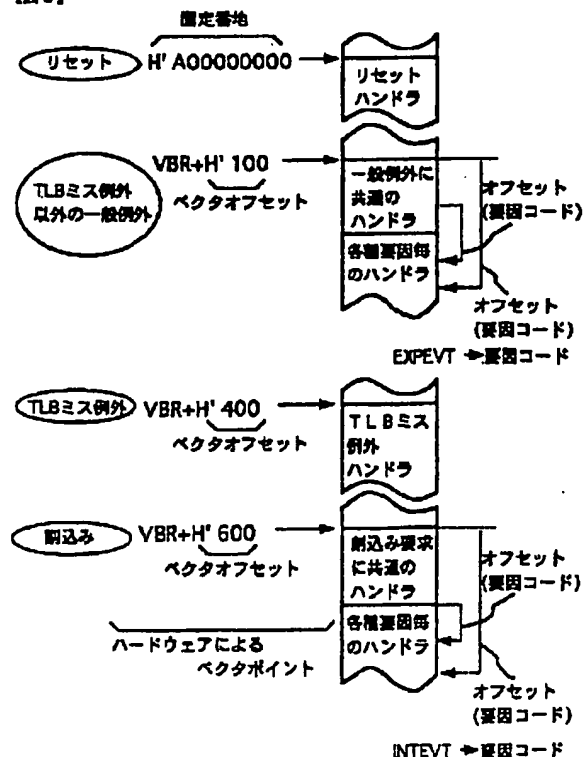 固定番地
リセット H' A00000000
リセット
ハンドラ
VBR+H' 100
ベクタオフセット
TLBミス例外
以外の一般例外
一般例外に
共通の
ハンドラ
各種要因毎
のハンドラ
オフセット
(要因コード)
オフセット
(要因コード)
EXPEVT → 要因コード
TLBミス例外 VBR+H' 400
ベクタオフセット
TLBミス
例外
ハンドラ
割込み VBR+H' 600
ベクタオフセット
割込み要求
に共通の
ハンドラ
各種要因毎
のハンドラ
オフセット
(要因コード)
ハードウェアによる
ベクタポイント
オフセット
(要因コード)
INTEVT → 要因コード